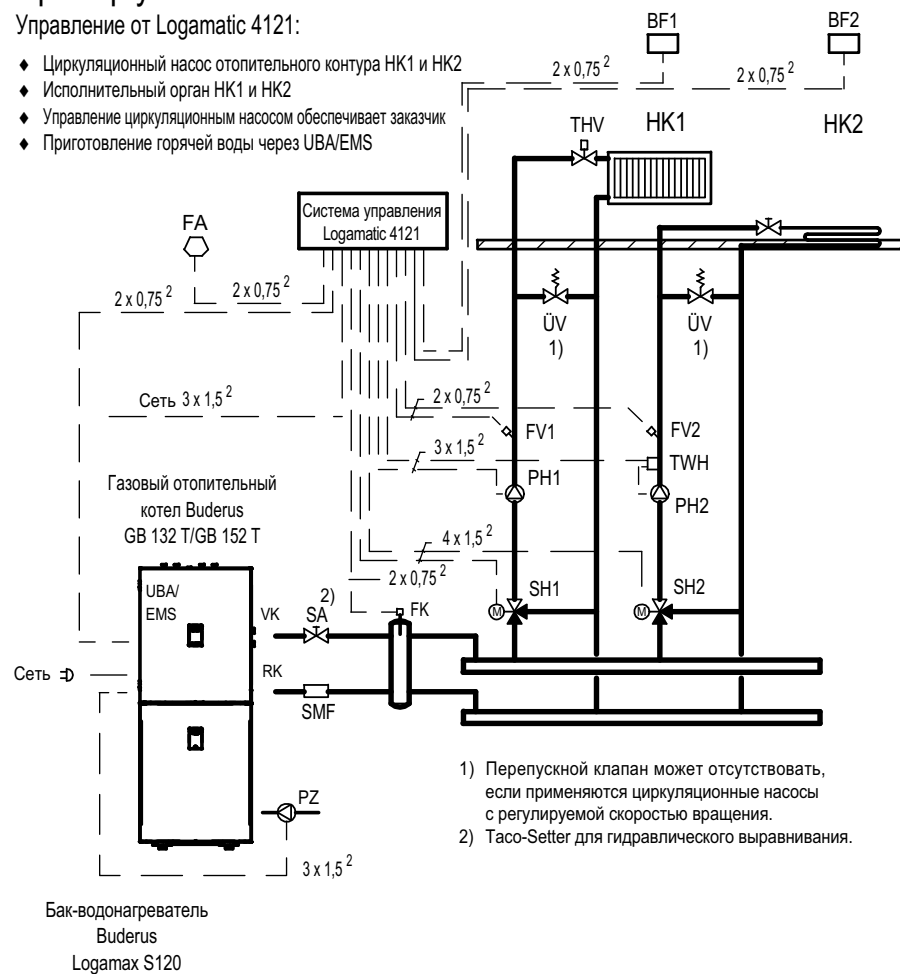 Управление от Logamatic 4121:
♦ Циркуляционный насос отопительного контура HK1 и HK2
♦ Исполнительный орган HK1 и HK2
♦ Управление циркуляционным насосом обеспечивает заказчик
♦ Приготовление горячей воды через UBA/EMS
BF1
BF2
2 x 0,75 2
2 x 0,75 2
THV
HK1
HK2
Система управления
Logamatic 4121
FA
2 x 0,75 2
2 x 0,75 2
ÜV
1)
ÜV
1)
Сеть 3 x 1,5 2
2 x 0,75 2
FV1
FV2
3 x 1,5 2
TWH
PH1
PH2
Газовый отопительный
котел Buderus
GB 132 T/GB 152 T
4 x 1,5 2
2 x 0,75 2
SH1
SH2
M
M
UBA/
EMS
VK
2)
SA
FK
Сеть
RK
SMF
PZ
3 x 1,5 2
1) Перепускной клапан может отсутствовать,
если применяются циркуляционные насосы
с регулируемой скоростью вращения.
2) Taco-Setter для гидравлического выравнивания.
Бак-водонагреватель
Buderus
Logamax S120